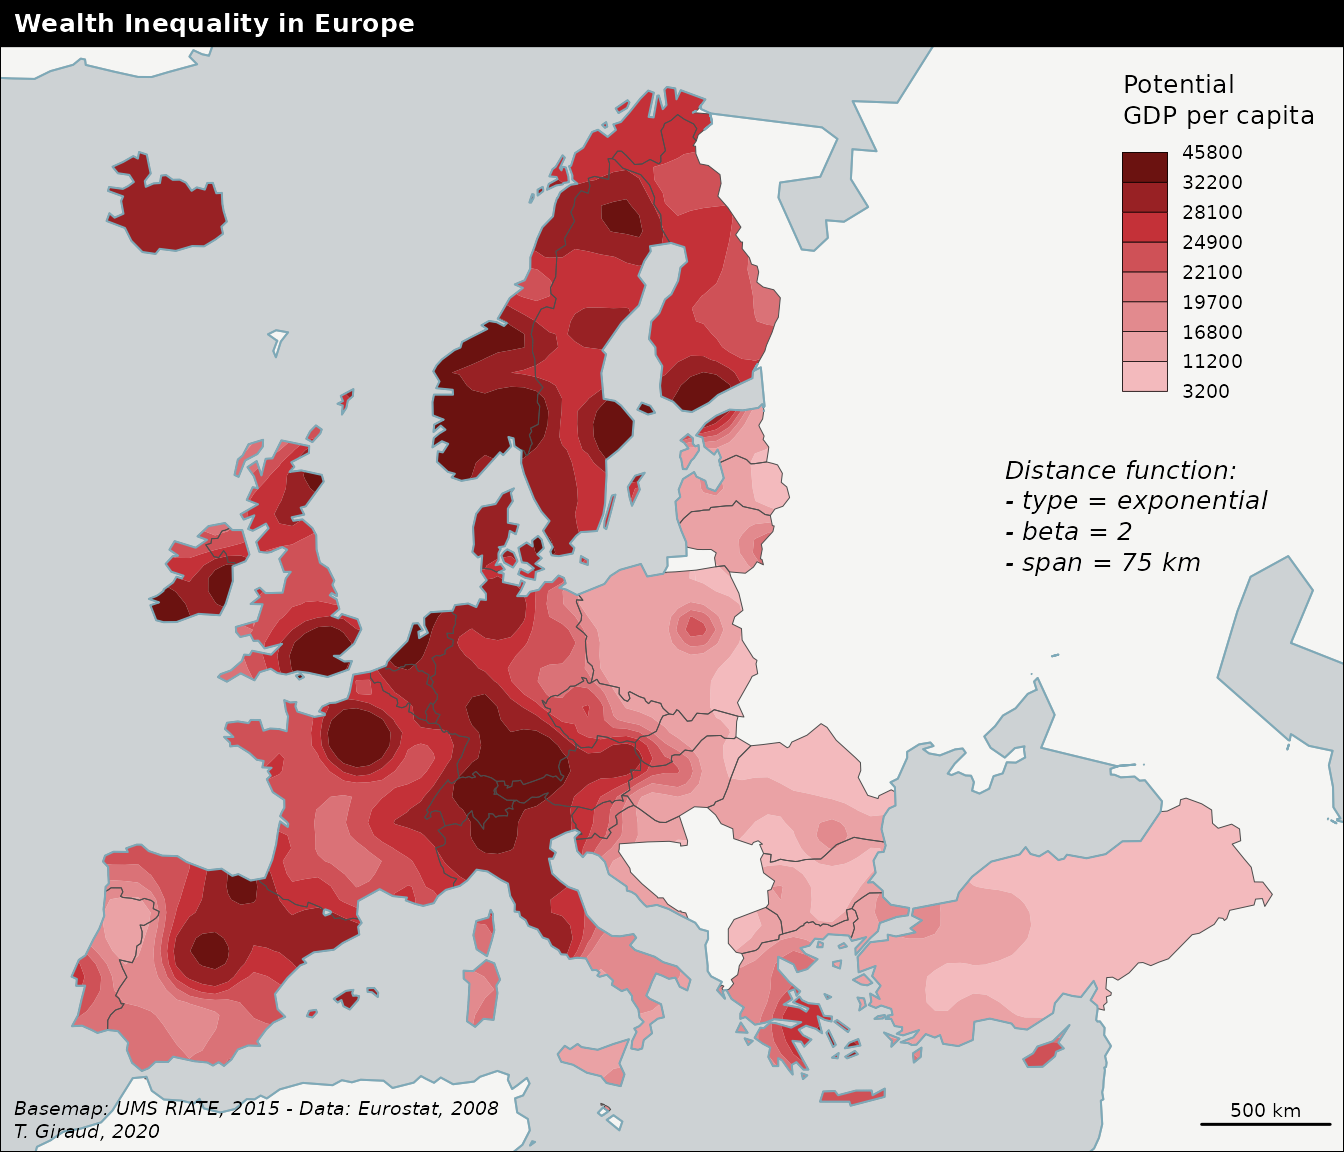 Wealth Inequality in Europe
Potential
GDP per capita
45800
32200
28100
24900
22100
19700
16800
11200
3200
Distance function:
- type = exponential
- beta = 2
- span = 75 km
500 km
Basemap: UMS RIATE, 2015 - Data: Eurostat, 2008
T. Giraud, 2020